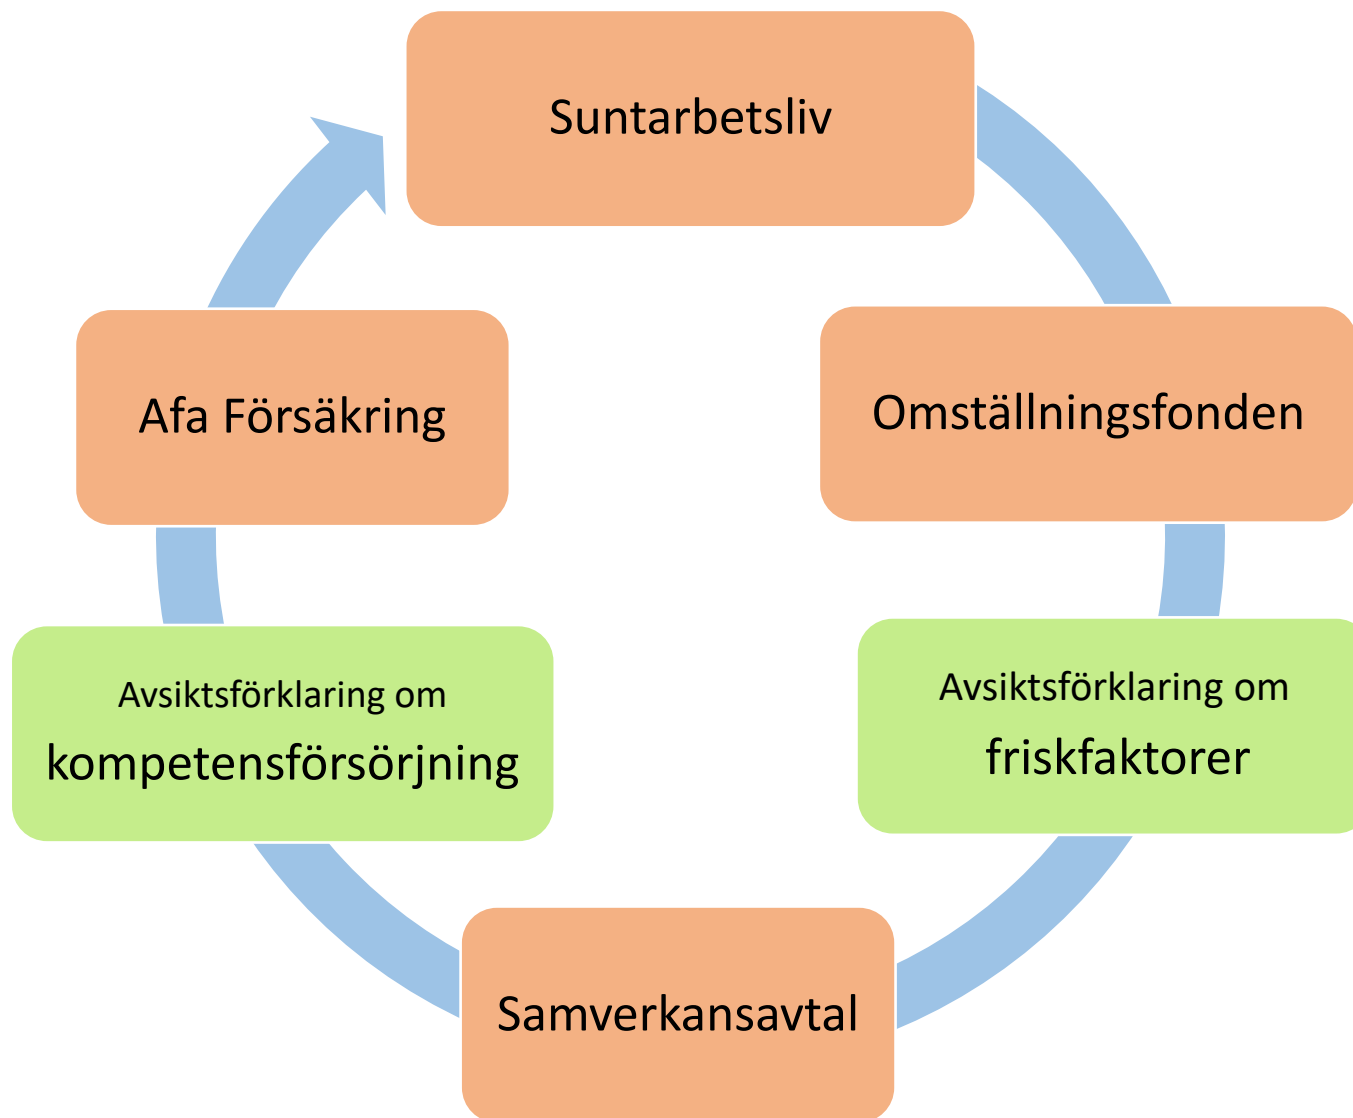 Suntarbetsliv
Afa Försäkring
Omställningsfonden
Avsiktsförklaring om
kompetensförsörjning
Avsiktsförklaring om
friskfaktorer
Samverkansavtal